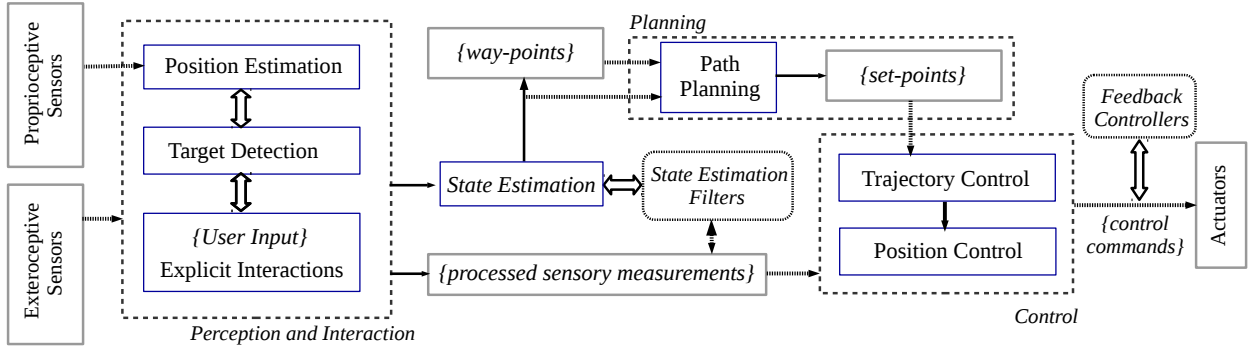 Proprioceptive
Sensors
Exteroceptive
Sensors
Position Estimation
Target Detection
{User Input}
Explicit Interactions
Perception and Interaction
{way-points}
State Estimation
State Estimation
Filters
{processed sensory measurements}
Planning
Path
Planning
{set-points}
Trajectory Control
Position Control
Control
Feedback
Controllers
{control
commands}
Actuators